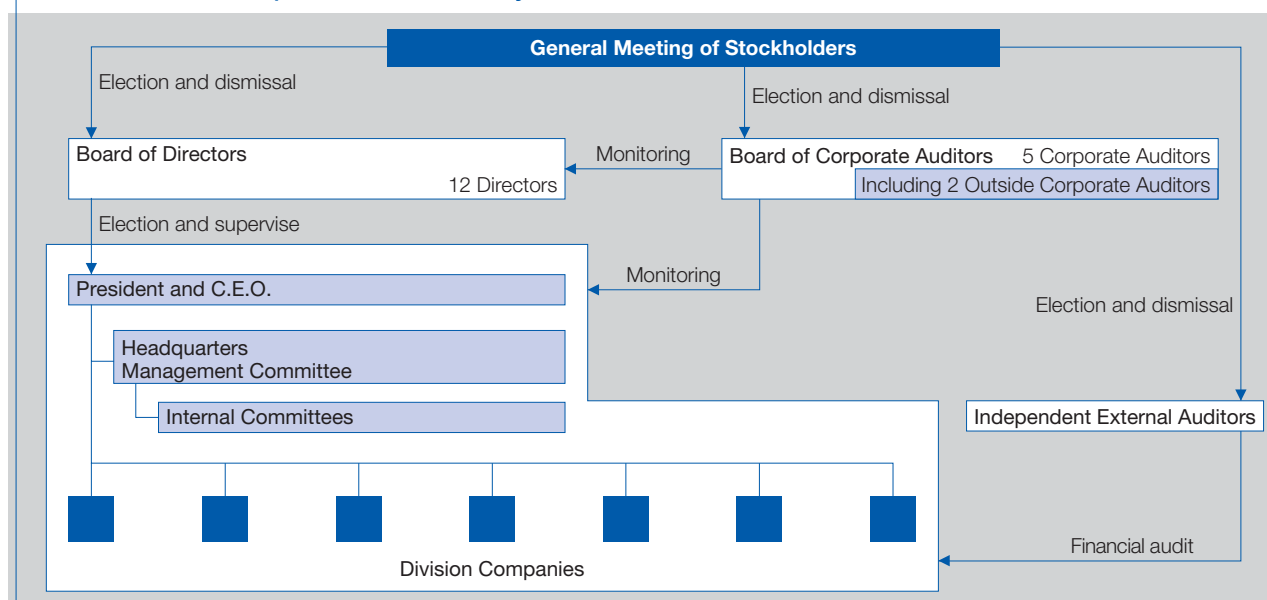 General Meeting of Stockholders
Election and dismissal
Election and dismissal
Board of Directors
12 Directors
Monitoring
Board of Corporate Auditors 5 Corporate Auditors
Including 2 Outside Corporate Auditors
Election and supervise
President and C.E.O.
Monitoring
Election and dismissal
Headquarters
Management Committee
Internal Committees
Independent External Auditors
Financial audit
Division Companies